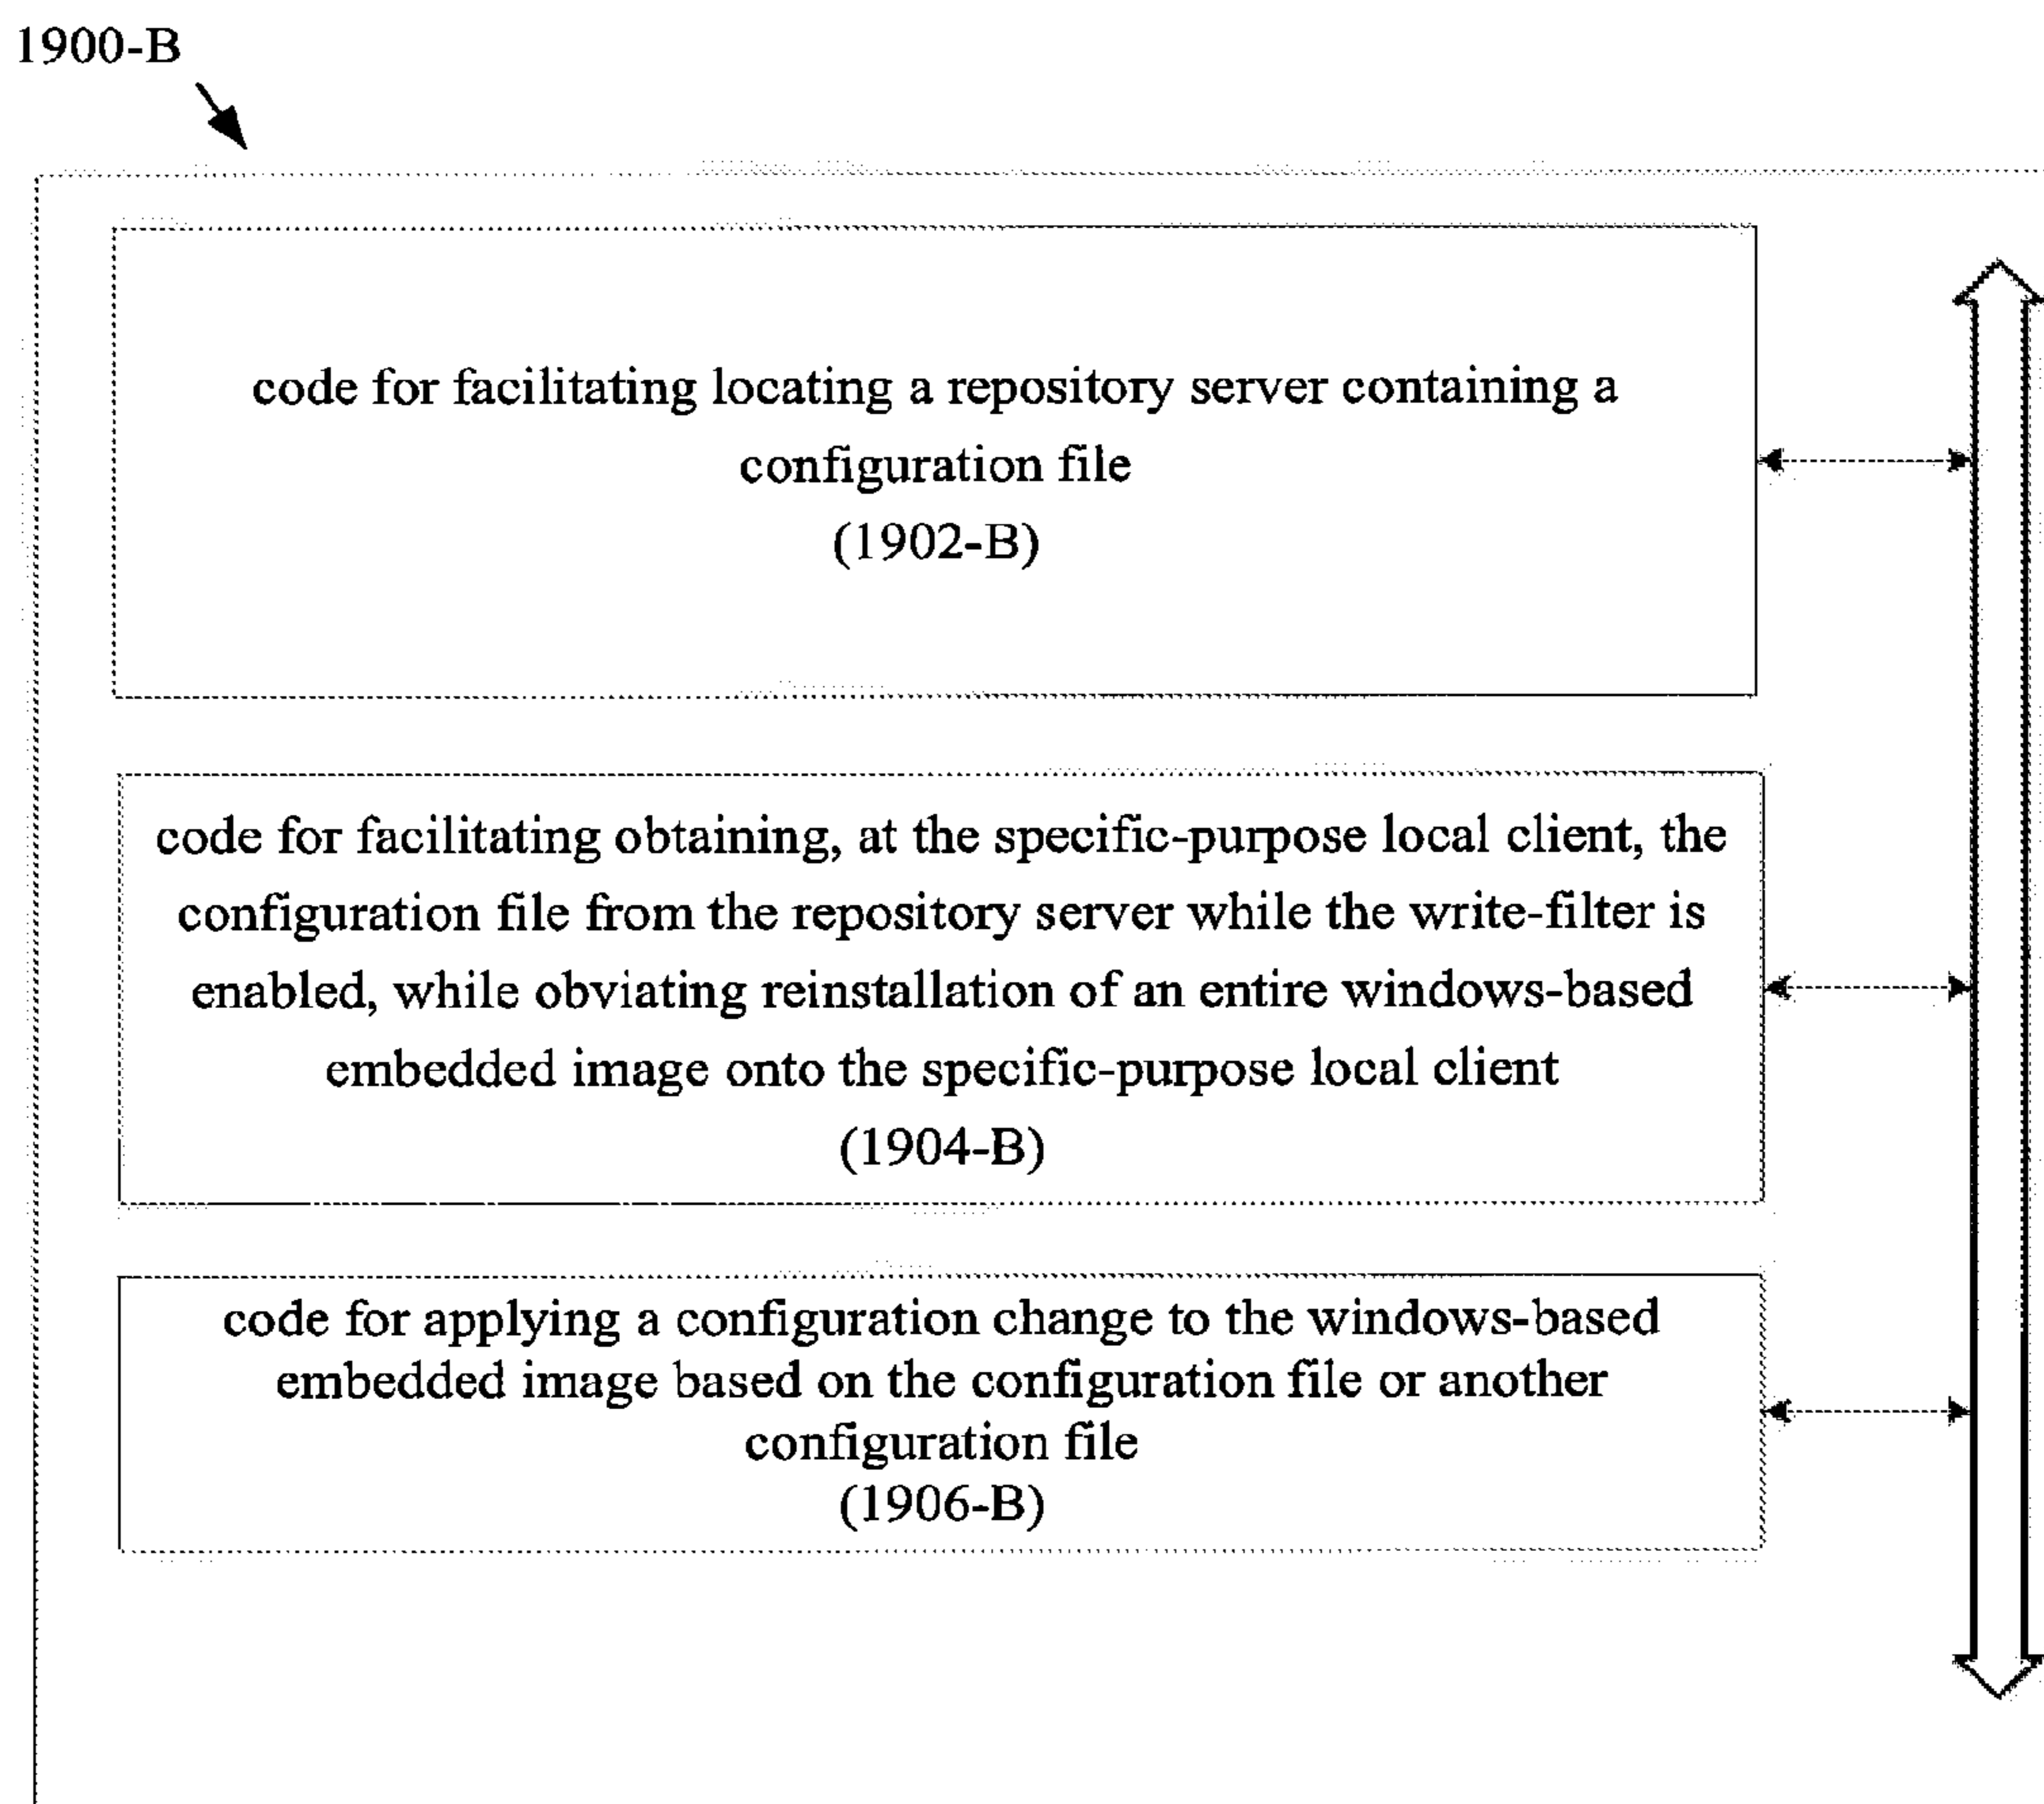 1900-B
code for facilitating locating a repository server containing a
configuration file
(1902-B)
code for facilitating obtaining, at the specific-purpose local client, the
configuration file from the repository server while the write-filter is
enabled, while obviating reinstallation of an entire windows-based
embedded image onto the specific-purpose local client
(1904-B)
code for applying a configuration change to the windows-based
embedded image based on the configuration file or another
configuration file
(1906-B)